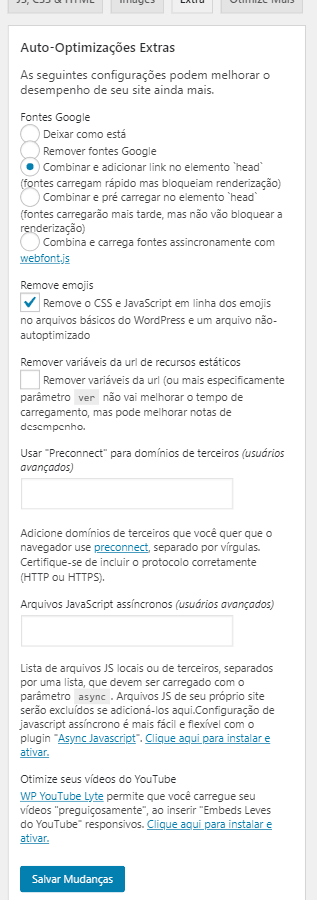 JS, CSS & HTML
Images
Extra
Otimize Mais
Auto-Optimizações Extras
As seguintes configurações podem melhorar o
desempenho de seu site ainda mais.
Fontes Google
Deixar como está
Remover fontes Google
Combinar e adicionar link no elemento `head`
(fontes carregam rápido mas bloqueiam renderização)
Combinar e pré carregar no elemento `head`
(fontes carregarão mais tarde, mas não vão bloquear a
renderização)
Combina e carrega fontes assincronamente com
webfont.js
Remove emojis
Remove o CSS e JavaScript em linha dos emojis
no arquivos básicos do WordPress e um arquivo não-
autoptimizado
Remover variáveis da url de recursos estáticos
Remover variáveis da url (ou mais especificamente
parâmetro ver não vai melhorar o tempo de
carregamento, mas pode melhorar notas de
desempenho.
Usar "Preconnect" para domínios de terceiros (usuários
avançados)
Adicione domínios de terceiros que você quer que o
navegador use preconnect, separado por vírgulas.
Certifique-se de incluir o protocolo corretamente
(HTTP ou HTTPS).
Arquivos JavaScript assíncronos (usuários avançados)
Lista de arquivos JS locais ou de terceiros, separados
por uma lista, que devem ser carregado com o
parâmetro async. Arquivos JS de seu próprio site
serão excluídos se adicioná-los aqui.Configuração de
javascript assíncrono é mais fácil e flexível com o
plugin "Async Javascript". Clique aqui para instalar e
ativar.
Otimize seus vídeos do YouTube
WP YouTube Lyte permite que você carregue seu
vídeos "preguiçosamente", ao inserir "Embeds Leves
do YouTube" responsivos. Clique aqui para instalar e
ativar.
Salvar Mudanças